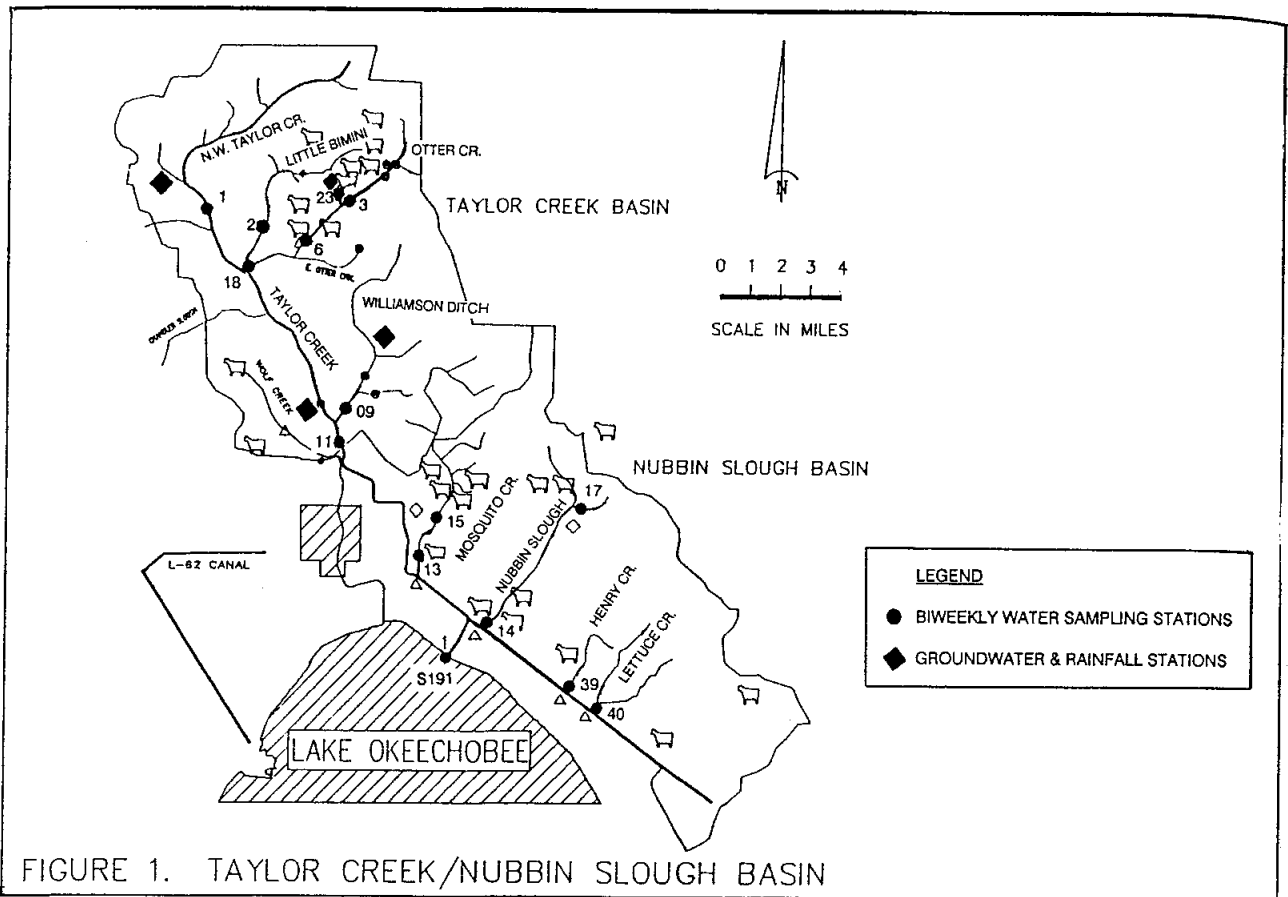 N.W. TAYLOR CR.
LITTLE BIMINI
OTTER CR.
1
2
23
3
6
18
E. OTTER CRK.
TAYLOR CREEK BASIN
N
0 1 2 3 4
SCALE IN MILES
TAYLOR CREEK
WILLIAMSON DITCH
WOLF CREEK
09
11
NUBBIN SLOUGH BASIN
15
MOSQUITO CR.
17
NUBBIN SLOUGH
13
L-62 CANAL
14
HENRY CR.
LETTUCE CR.
1
S191
39
40
LAKE OKEECHOBEE
LEGEND
BIWEEKLY WATER SAMPLING STATIONS
GROUNDWATER & RAINFALL STATIONS
FIGURE 1. TAYLOR CREEK/NUBBIN SLOUGH BASIN